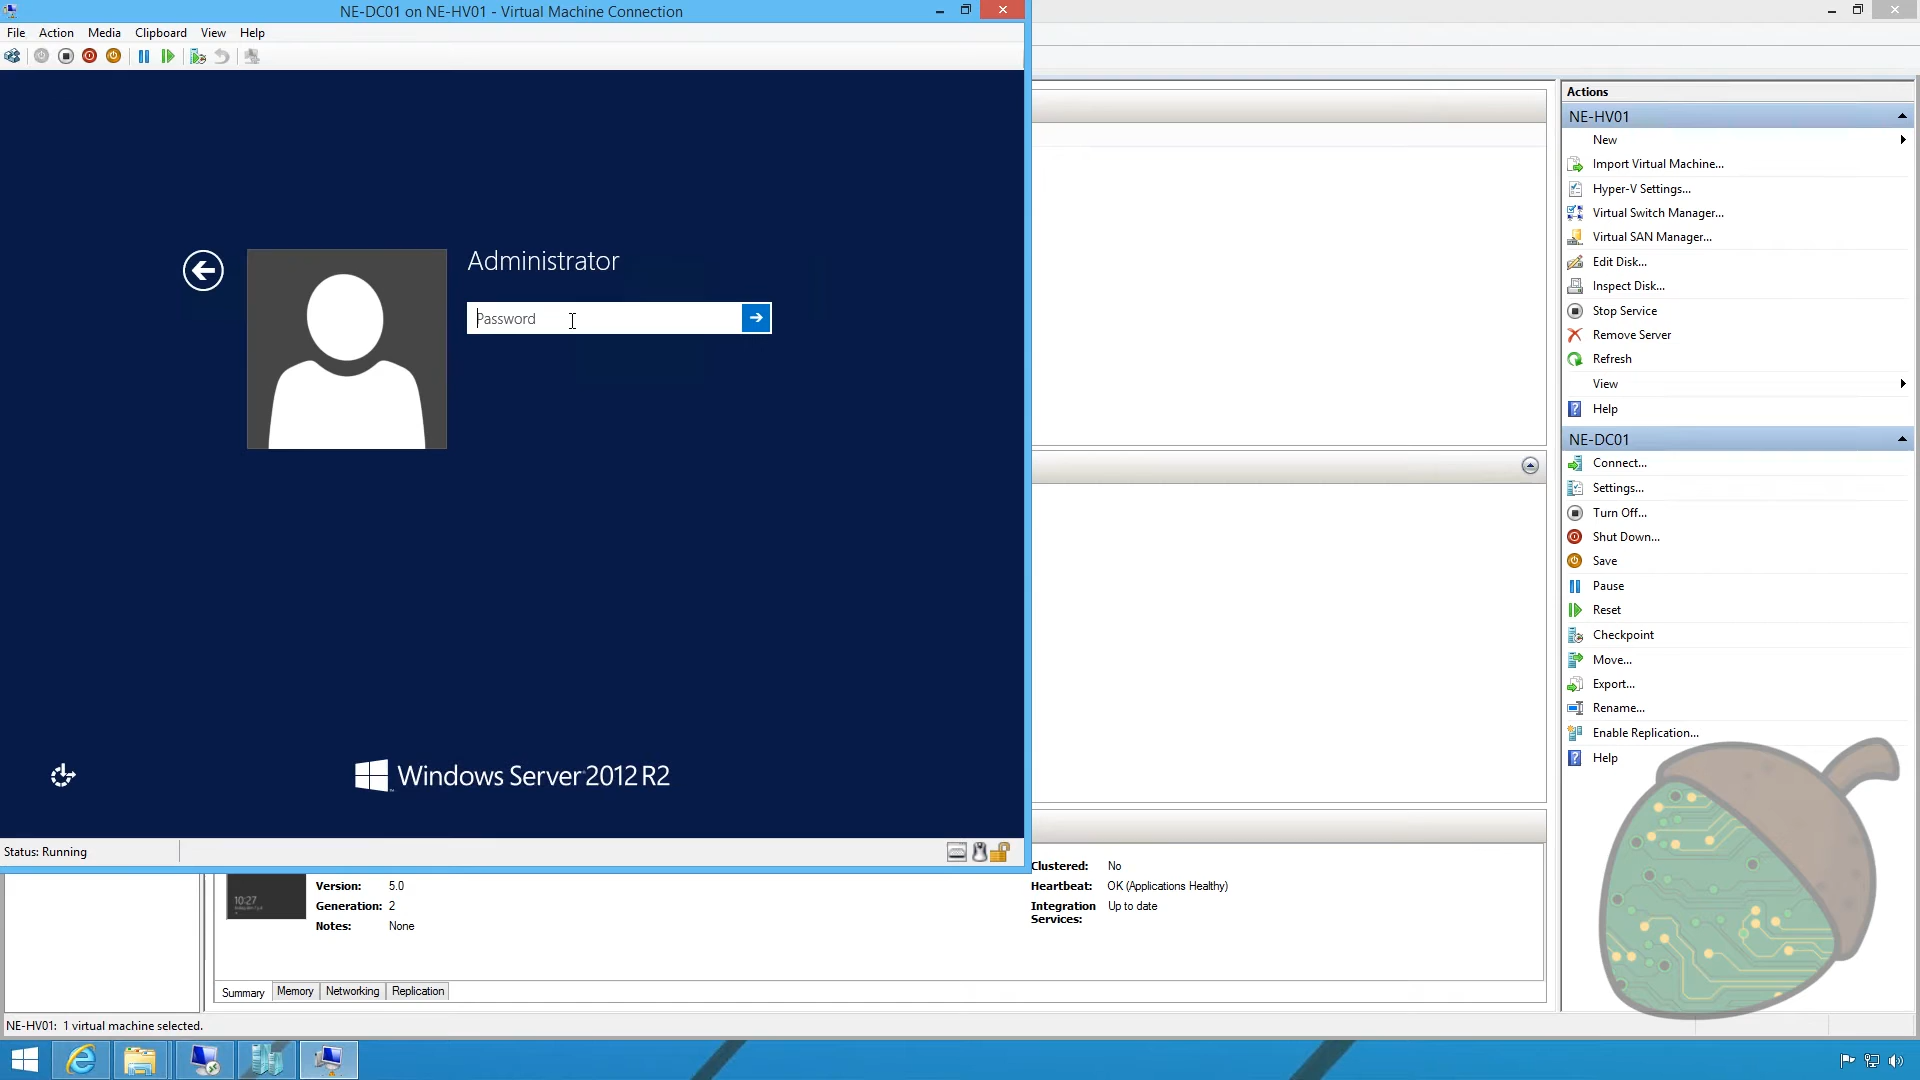 NE-DC01 on NE-HV01 - Virtual Machine Connection
File Action Media Clipboard View Help
Administrator
Password
Windows Server 2012 R2
Status: Running
Actions
NE-HV01
New
Import Virtual Machine...
Hyper-V Settings...
Virtual Switch Manager...
Virtual SAN Manager...
Edit Disk...
Inspect Disk...
Stop Service
Remove Server
Refresh
View
Help
NE-DC01
Connect...
Settings...
Turn Off...
Shut Down...
Save
Pause
Reset
Checkpoint
Move...
Export...
Rename...
Enable Replication...
Help
10:27
Version: 5.0
Generation: 2
Notes: None
Clustered: No
Heartbeat: OK (Applications Healthy)
Integration Up to date
Services:
Summary Memory Networking Replication
NE-HV01: 1 virtual machine selected.